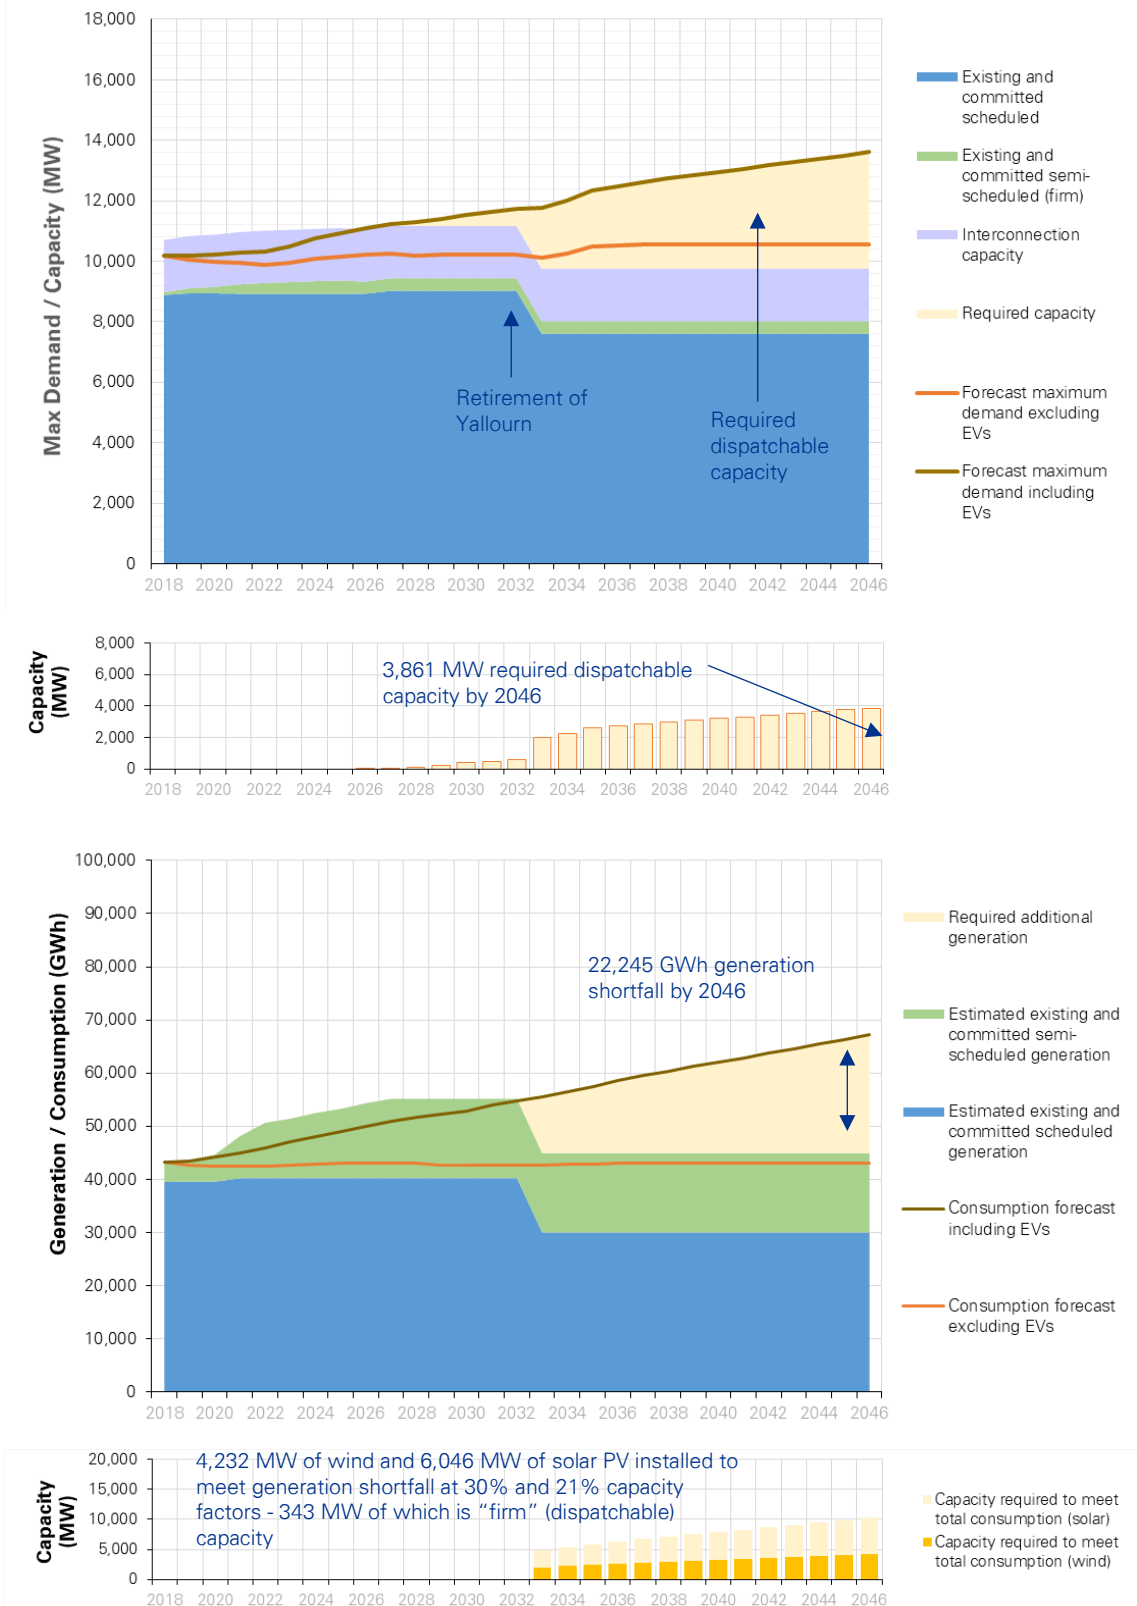 18,000
16,000
14,000
12,000
10,000
8,000
6,000
4,000
2,000
0
Max Demand / Capacity (MW)
2018 2020 2022 2024 2026 2028 2030 2032 2034 2036 2038 2040 2042 2044 2046
Retirement of
Yallourn
Required
dispatchable
capacity
Existing and
committed
scheduled
Existing and
committed semi-
scheduled (firm)
Interconnection
capacity
Required capacity
Forecast maximum
demand excluding
EVs
Forecast maximum
demand including
EVs
8,000
6,000
4,000
2,000
0
Capacity
(MW)
3,861 MW required dispatchable
capacity by 2046
2018 2020 2022 2024 2026 2028 2030 2032 2034 2036 2038 2040 2042 2044 2046
100,000
90,000
80,000
70,000
60,000
50,000
40,000
30,000
20,000
10,000
0
Generation / Consumption (GWh)
22,245 GWh generation
shortfall by 2046
2018 2020 2022 2024 2026 2028 2030 2032 2034 2036 2038 2040 2042 2044 2046
Required additional
generation
Estimated existing and
committed semi-
scheduled generation
Estimated existing and
committed scheduled
generation
Consumption forecast
including EVs
Consumption forecast
excluding EVs
20,000
15,000
10,000
5,000
0
Capacity
(MW)
4,232 MW of wind and 6,046 MW of solar PV installed to
meet generation shortfall at 30% and 21% capacity
factors - 343 MW of which is “firm” (dispatchable)
capacity
2018 2020 2022 2024 2026 2028 2030 2032 2034 2036 2038 2040 2042 2044 2046
Capacity required to meet
total consumption (solar)
Capacity required to meet
total consumption (wind)